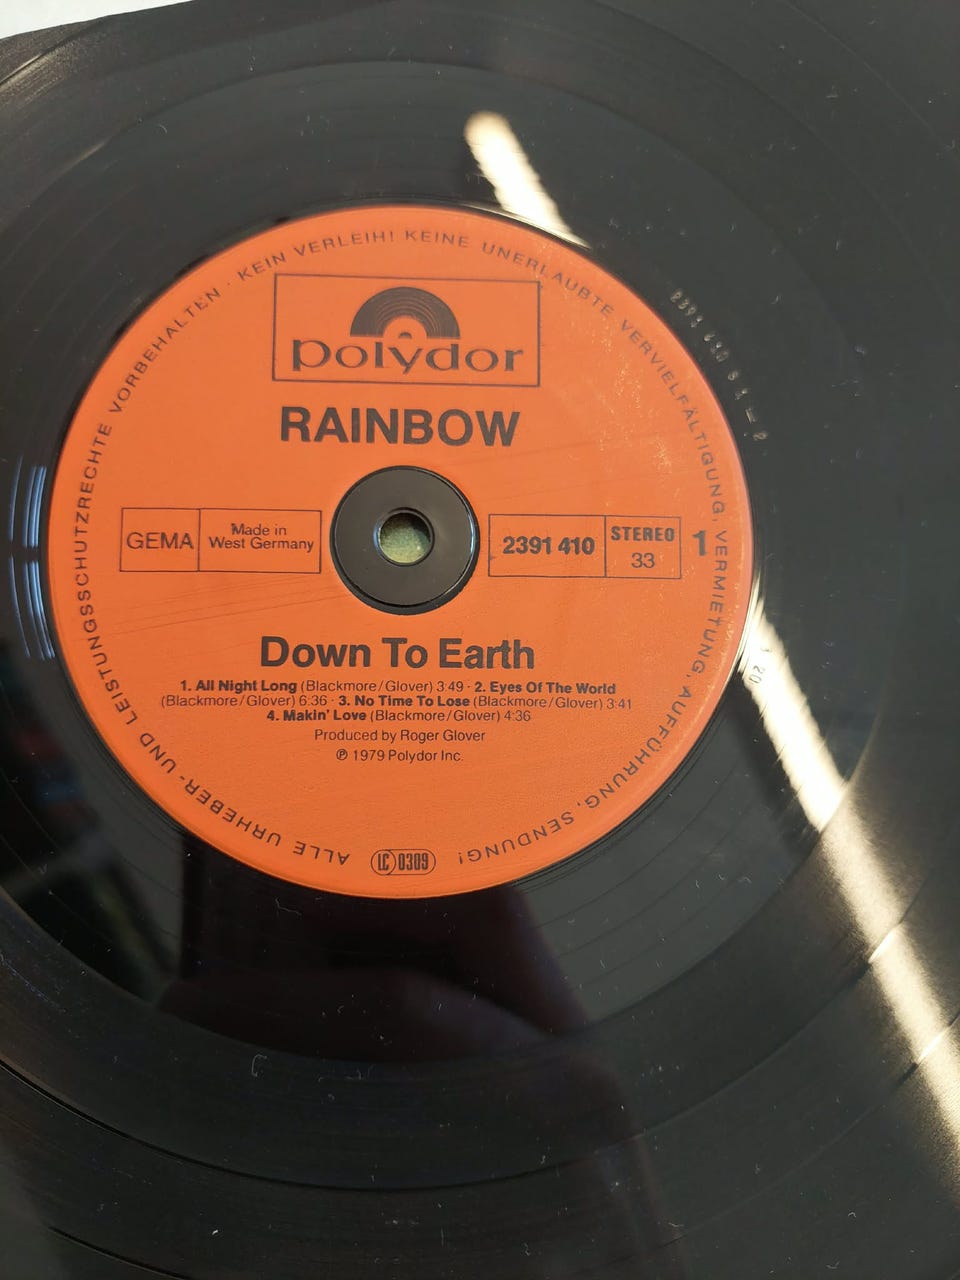 ALLE URHEBER- UND LEISTUNGSSCHUTZRECHTE VORBEHALTEN · KEIN VERLEIH! KEINE UNERLAUBTE VERVIELFÄLTIGUNG, VERMIETUNG, AUFFÜHRUNG, SENDUNG!
polydor
RAINBOW
GEMA
Made in
West Germany
2391 410
STEREO
33
1
Down To Earth
1. All Night Long (Blackmore/Glover) 3:49 · 2. Eyes Of The World
(Blackmore/Glover) 6:36 · 3. No Time To Lose (Blackmore/Glover) 3:41
4. Makin' Love (Blackmore/Glover) 4:36
Produced by Roger Glover
℗ 1979 Polydor Inc.
LC 0309